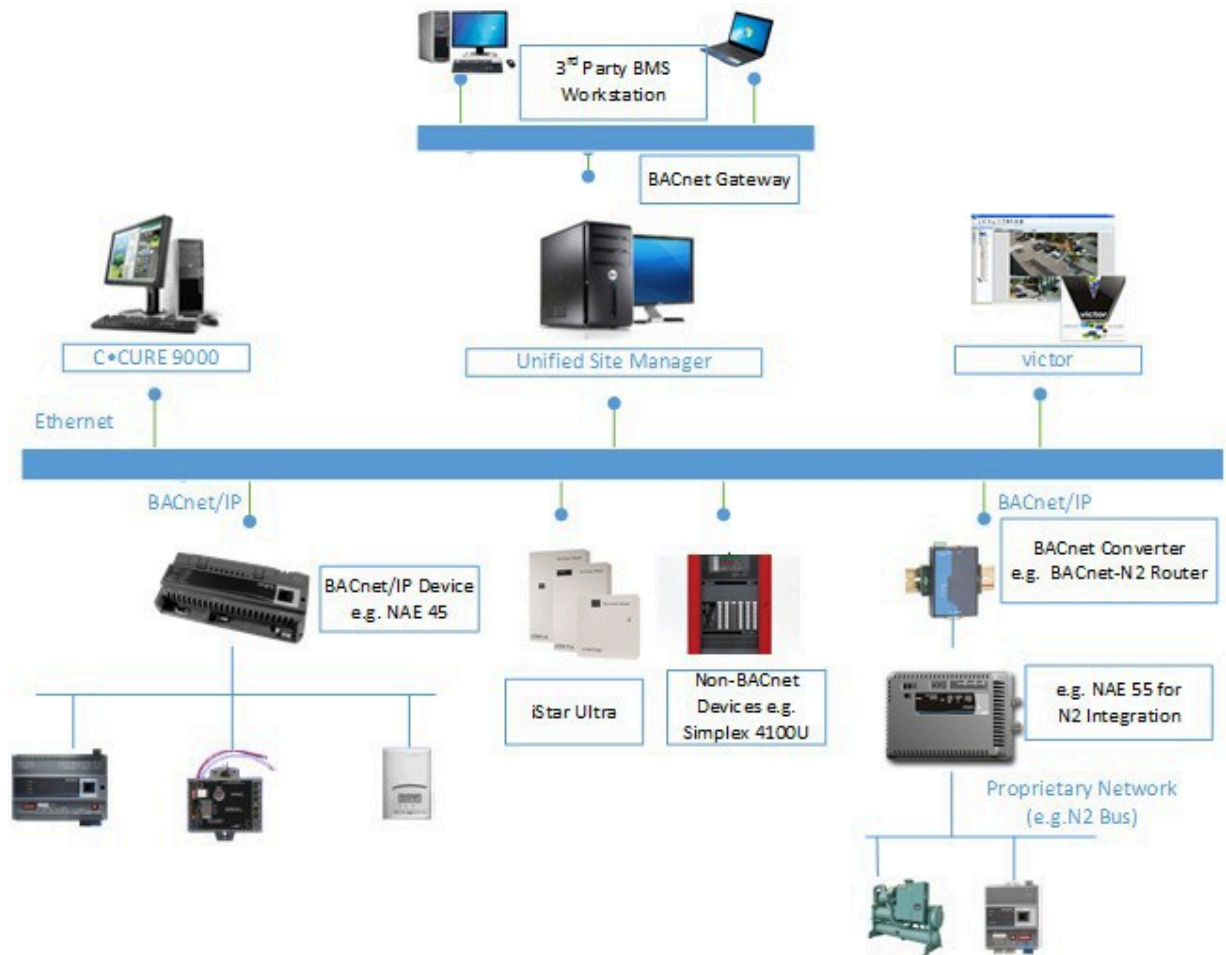 3rd Party BMS
Workstation
BACnet Gateway
C•CURE 9000
Unified Site Manager
victor
victor
Ethernet
BACnet/IP
BACnet/IP
BACnet/IP Device
e.g. NAE 45
BACnet Converter
e.g. BACnet-N2 Router
iStar Ultra
Non-BACnet
Devices e.g.
Simplex 4100U
e.g. NAE 55 for
N2 Integration
Proprietary Network
(e.g.N2 Bus)